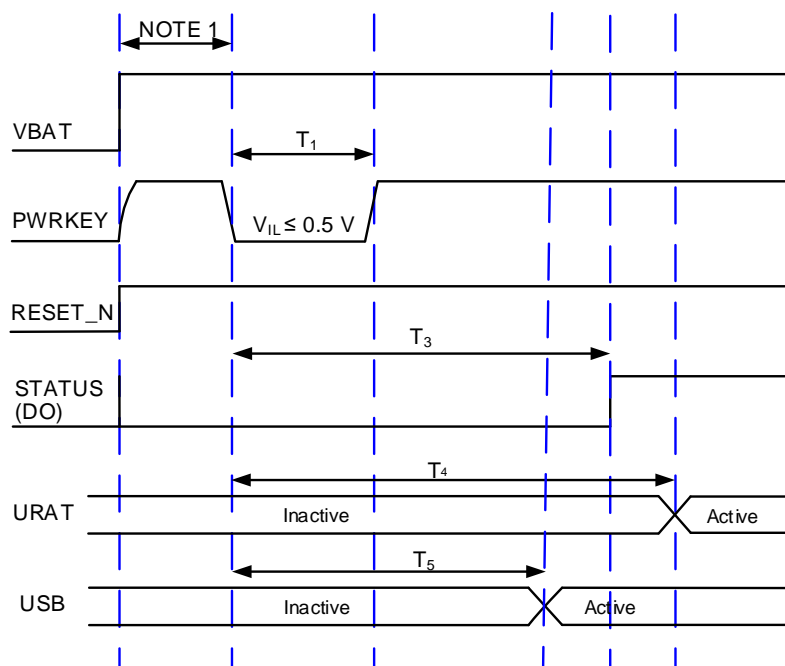 NOTE 1
VBAT
T1
PWRKEY
VIL ≤ 0.5 V
RESET_N
T3
STATUS
(DO)
T4
URAT
Inactive
Active
T5
USB
Inactive
Active